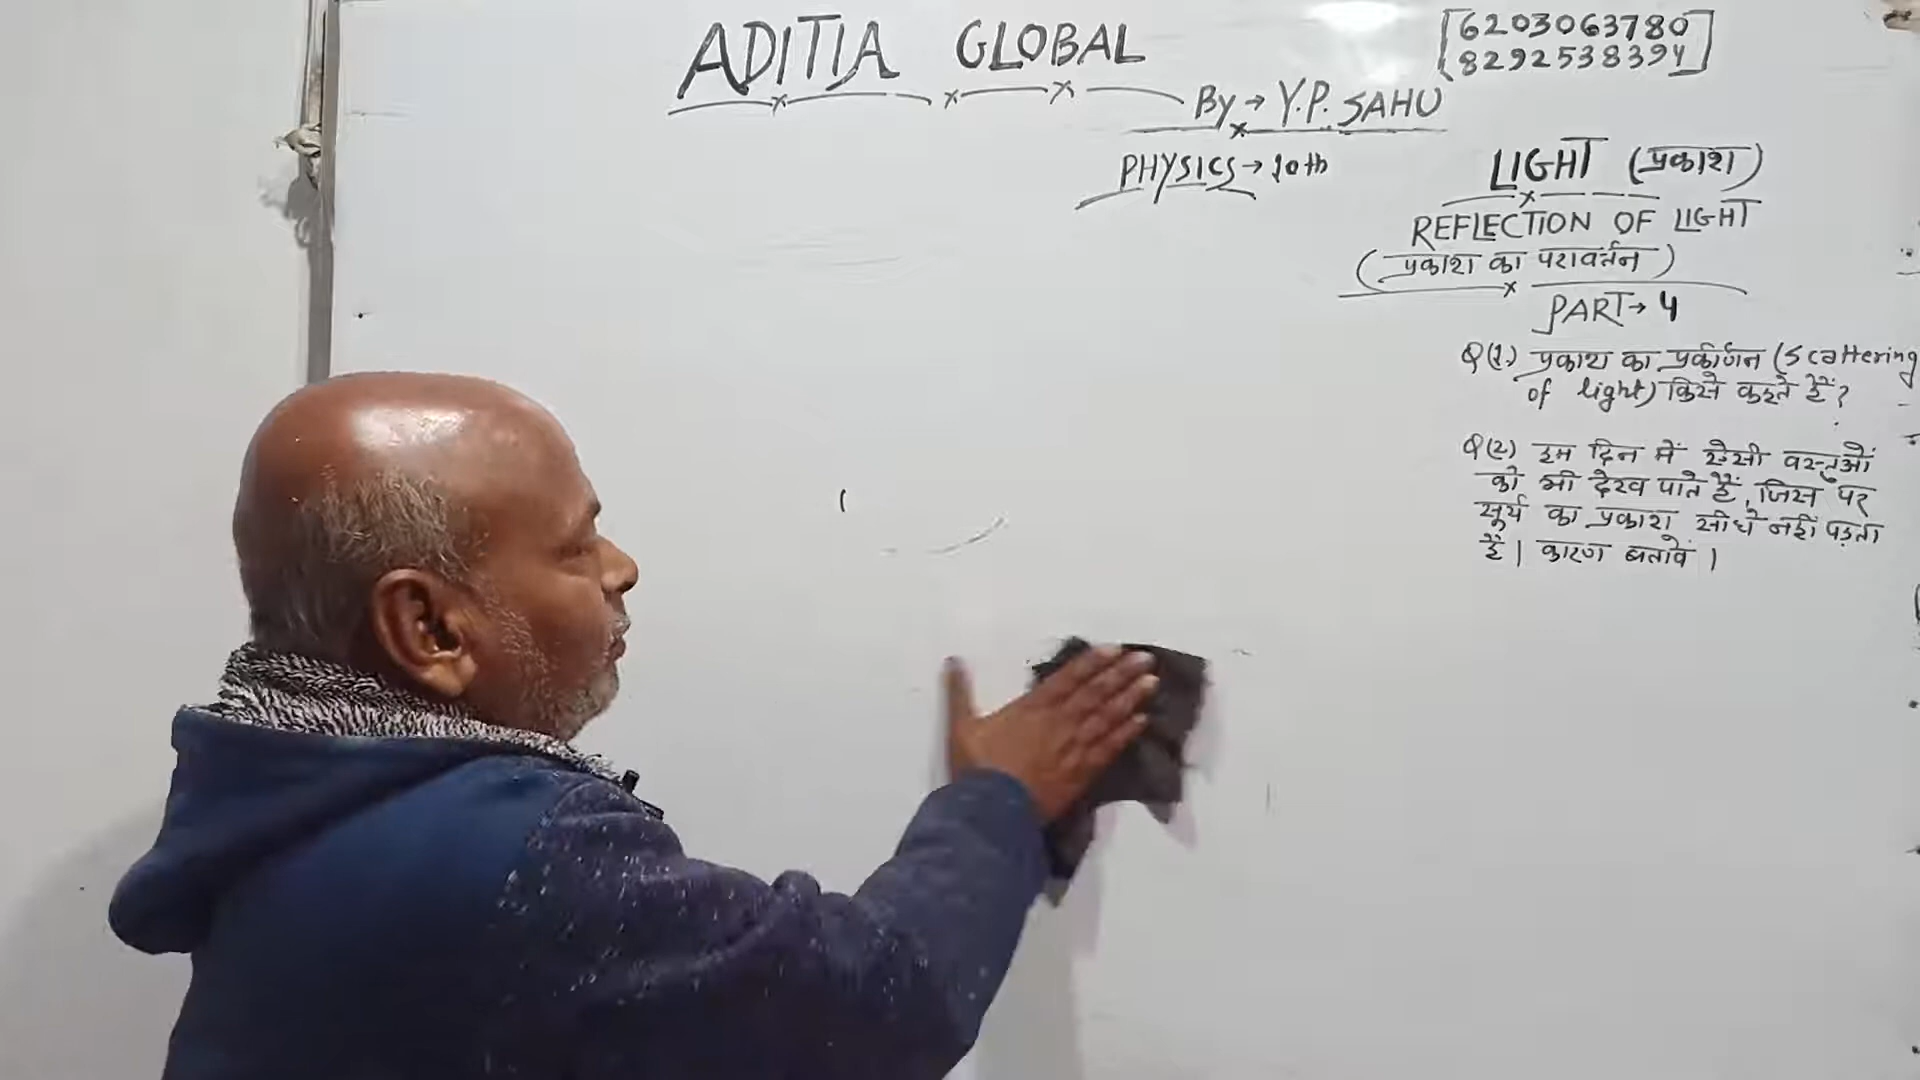 ADITIA GLOBAL
[6203063780
8292538394]
By → Y.P. SAHU
PHYSICS → 10th
LIGHT (प्रकाश)
REFLECTION OF LIGHT
(प्रकाश का परावर्तन)
PART → 4
Q(1.) प्रकाश का प्रकीर्णन (Scattering
of light) किसे कहते हैं?
Q(2) हम दिन में ऐसी वस्तुओं
को भी देख पाते हैं, जिस पर
सूर्य का प्रकाश सीधे नहीं पड़ता
है। कारण बतावें।